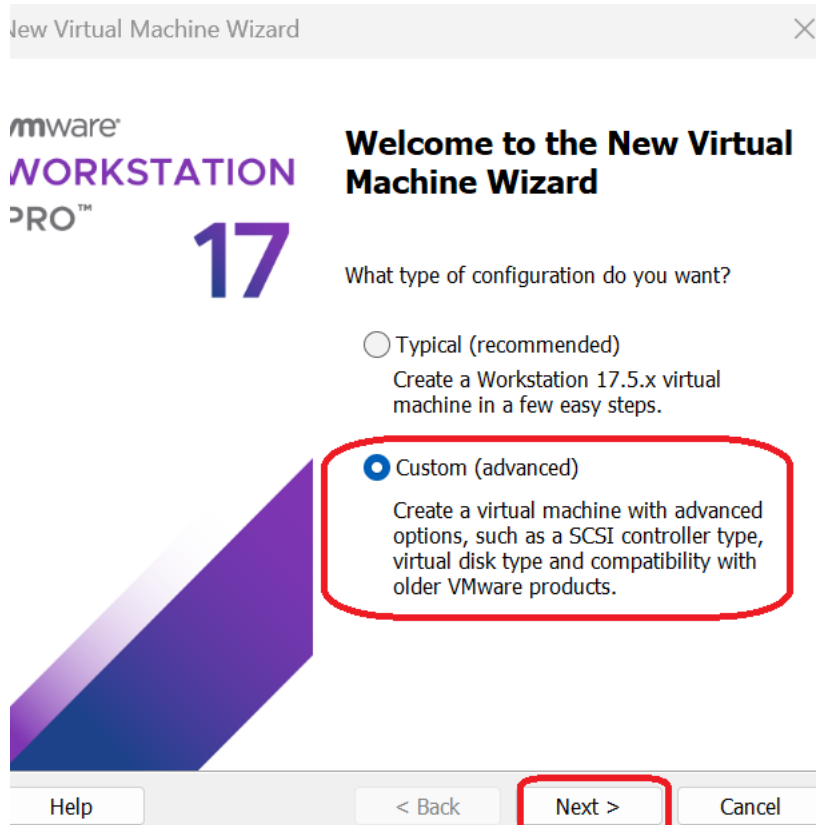 New Virtual Machine Wizard
vmware
WORKSTATION
PRO™
17
Welcome to the New Virtual
Machine Wizard
What type of configuration do you want?
Typical (recommended)
Create a Workstation 17.5.x virtual
machine in a few easy steps.
Custom (advanced)
Create a virtual machine with advanced
options, such as a SCSI controller type,
virtual disk type and compatibility with
older VMware products.
Help
< Back
Next >
Cancel